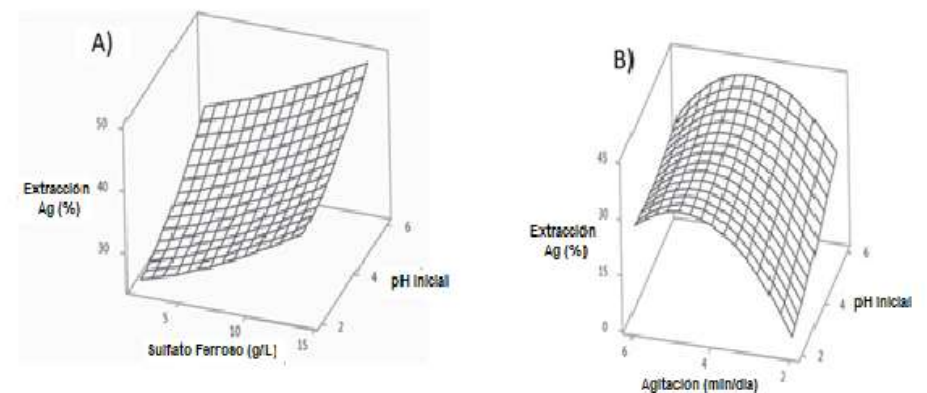 A)
50
40
30
Extracción
Ag (%)
5
10
15
Sulfato Ferroso (g/L)
2
4
6
pH Inicial
B)
45
30
15
0
Extracción
Ag (%)
6
4
2
Agitación (min/dia)
2
4
6
pH Inicial